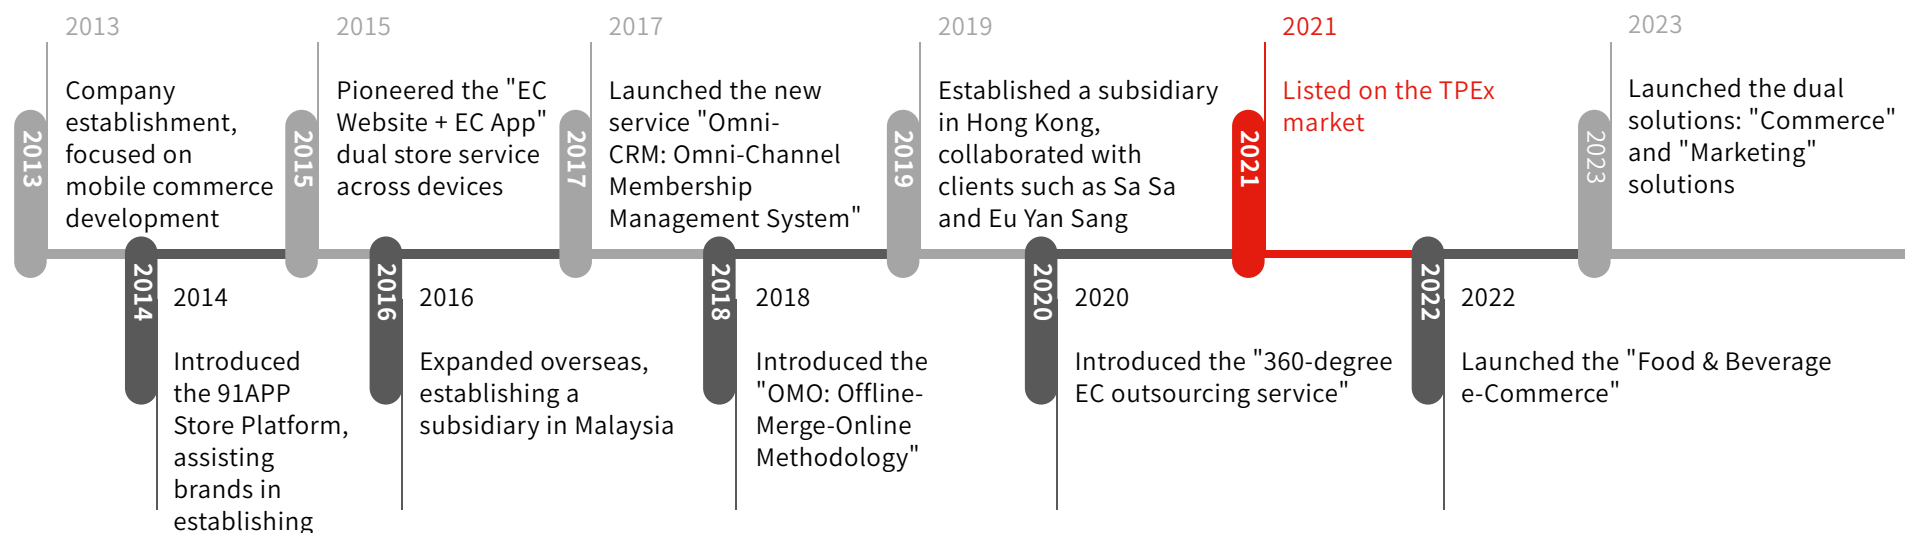 2013
2013
Company
establishment,
focused on
mobile commerce
development
2014
2014
Introduced
the 91APP
Store Platform,
assisting
brands in
establishing
2015
2015
Pioneered the "EC
Website + EC App"
dual store service
across devices
2016
2016
Expanded overseas,
establishing a
subsidiary in Malaysia
2017
2017
Launched the new
service "Omni-
CRM: Omni-Channel
Membership
Management System"
2018
2018
Introduced the
"OMO: Offline-
Merge-Online
Methodology"
2019
2019
Established a subsidiary
in Hong Kong,
collaborated with
clients such as Sa Sa
and Eu Yan Sang
2020
2020
Introduced the "360-degree
EC outsourcing service"
2021
2021
Listed on the TPEx
market
2022
2022
Launched the "Food & Beverage
e-Commerce"
2023
2023
Launched the dual
solutions: "Commerce"
and "Marketing"
solutions